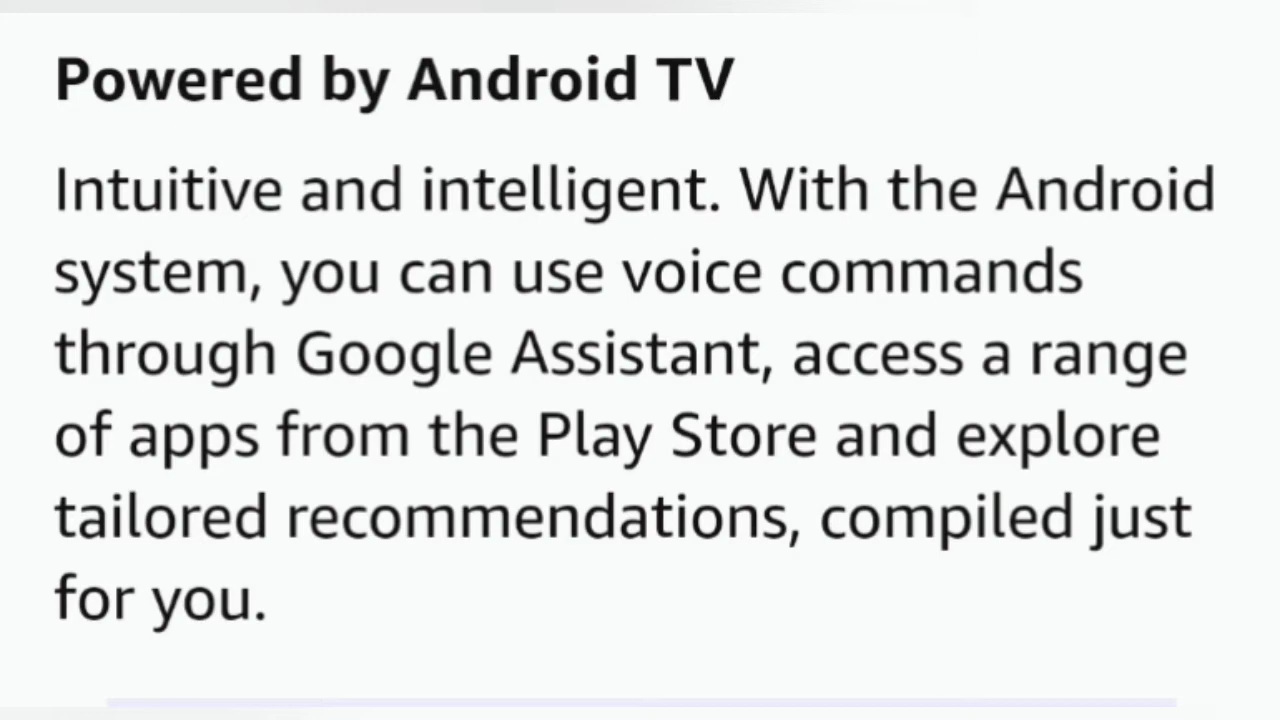 Powered by Android TV
Intuitive and intelligent. With the Android
system, you can use voice commands
through Google Assistant, access a range
of apps from the Play Store and explore
tailored recommendations, compiled just
for you.